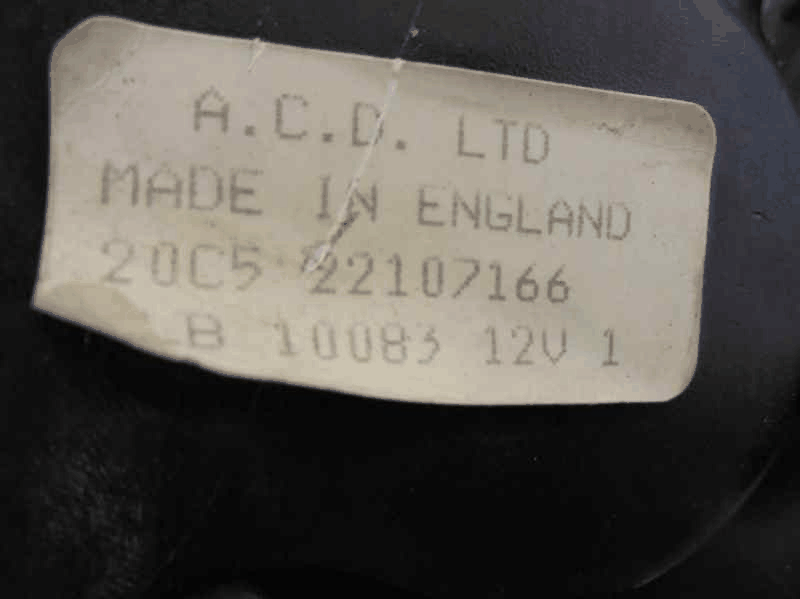 A.C.D. LTD
MADE IN ENGLAND
20C5 22107166
B 10083 12V 1